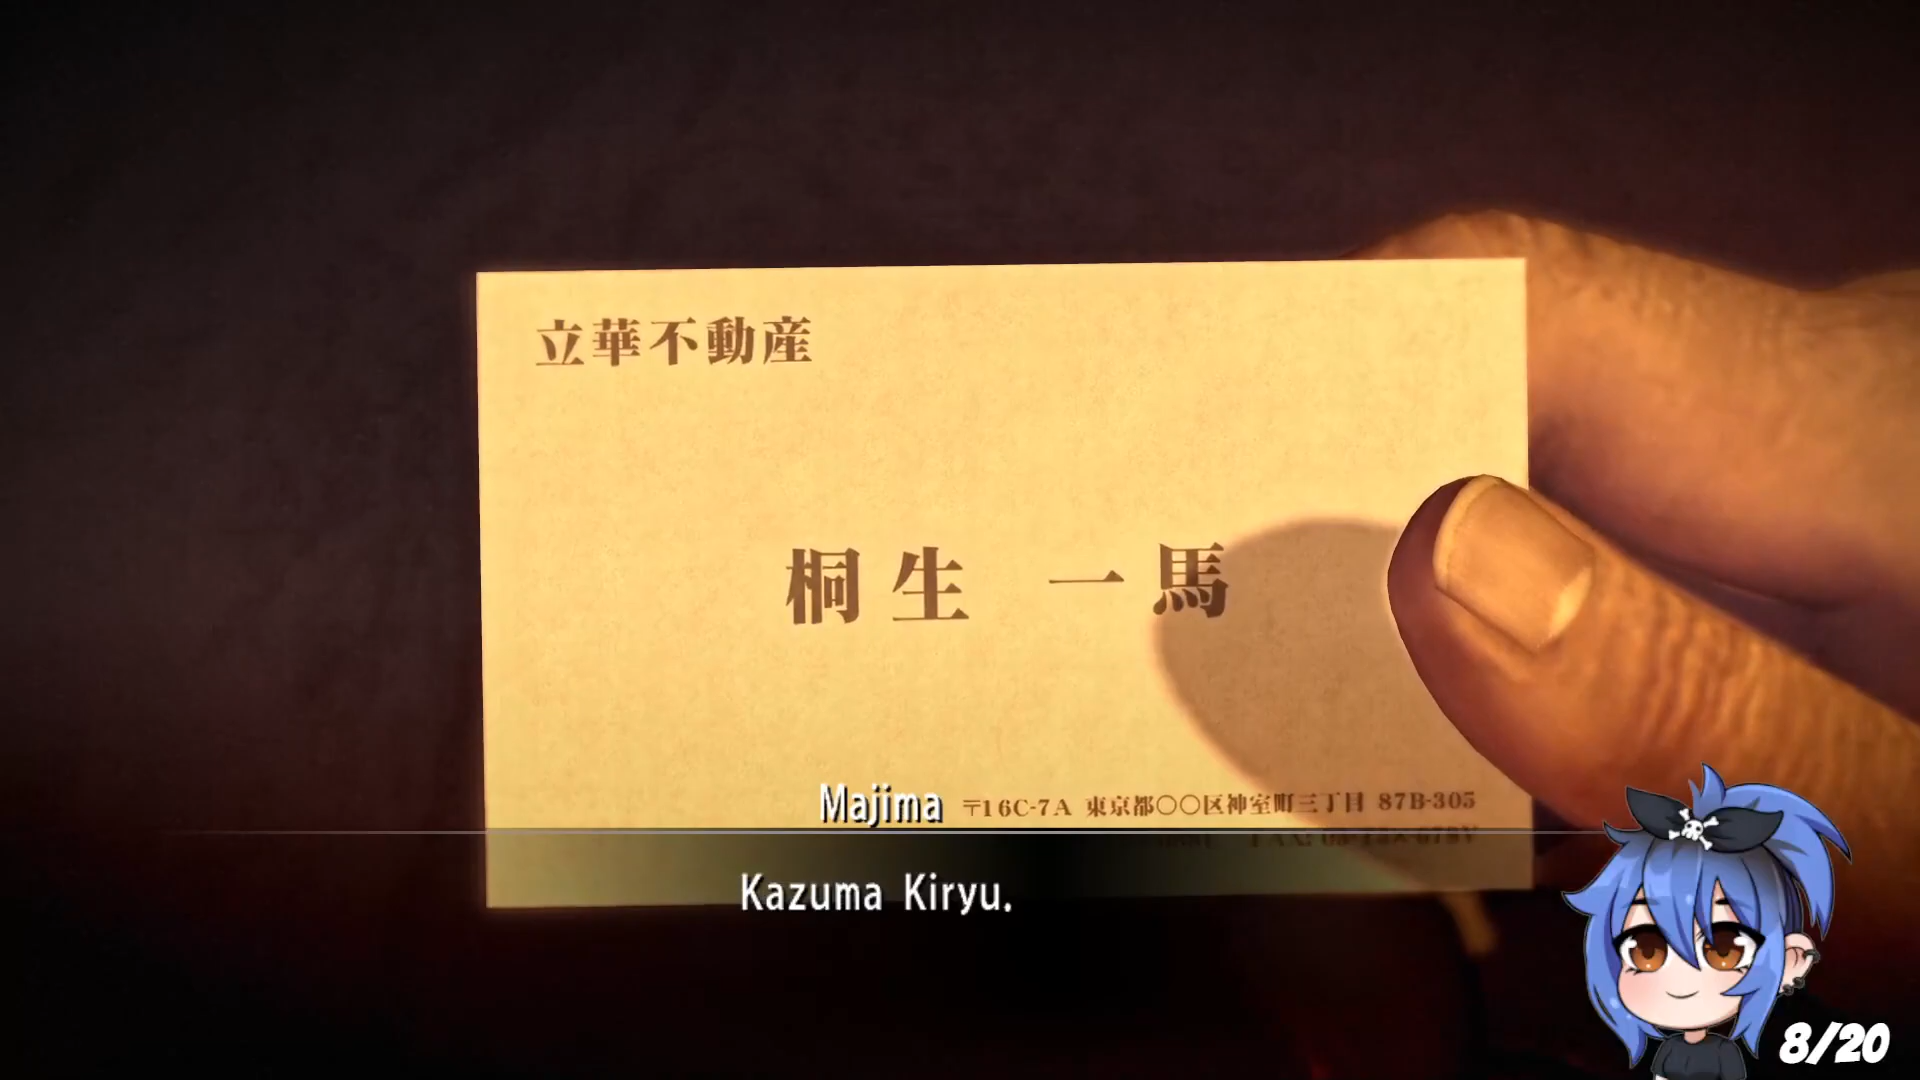 立華不動産
桐生 一馬
Majima
〒16C-7A 東京都〇〇区神室町三丁目 87B-305
Kazuma Kiryu.
8/20